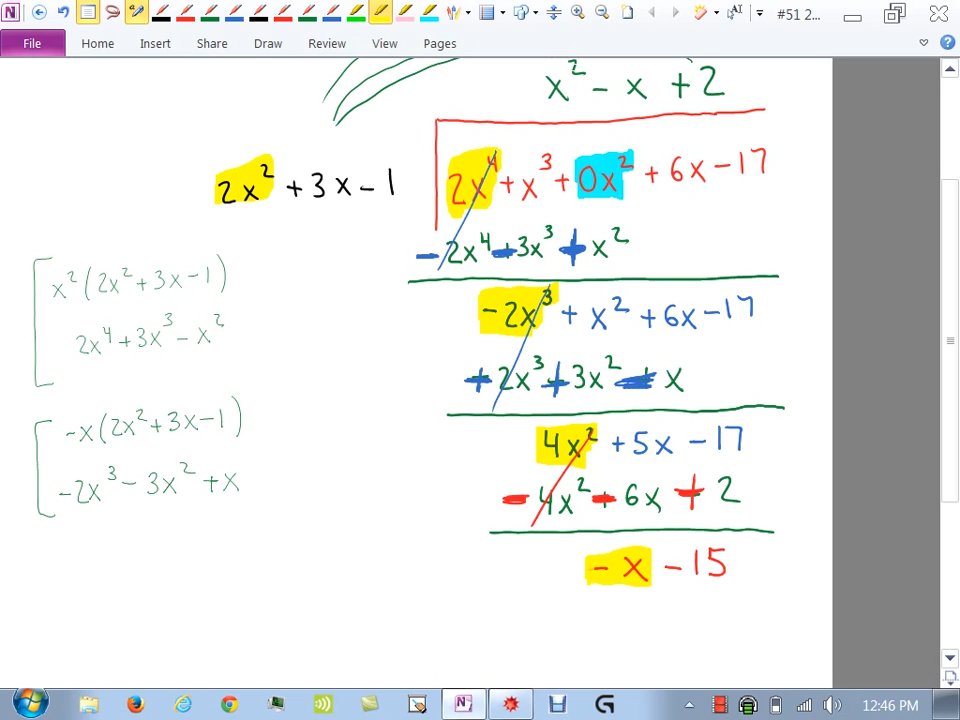 #51 2...
File Home Insert Share Draw Review View Pages
x² - x + 2
2x² + 3x - 1 2x⁴ + x³ + 0x² + 6x - 17
- 2x⁴ - 3x³ + x²
x²(2x² + 3x - 1)
2x⁴ + 3x³ - x²
-2x³ + x² + 6x - 17
+ 2x³ + 3x² - x
-x(2x² + 3x - 1)
-2x³ - 3x² + x
4x² + 5x - 17
- 4x² - 6x + 2
- x - 15
12:46 PM